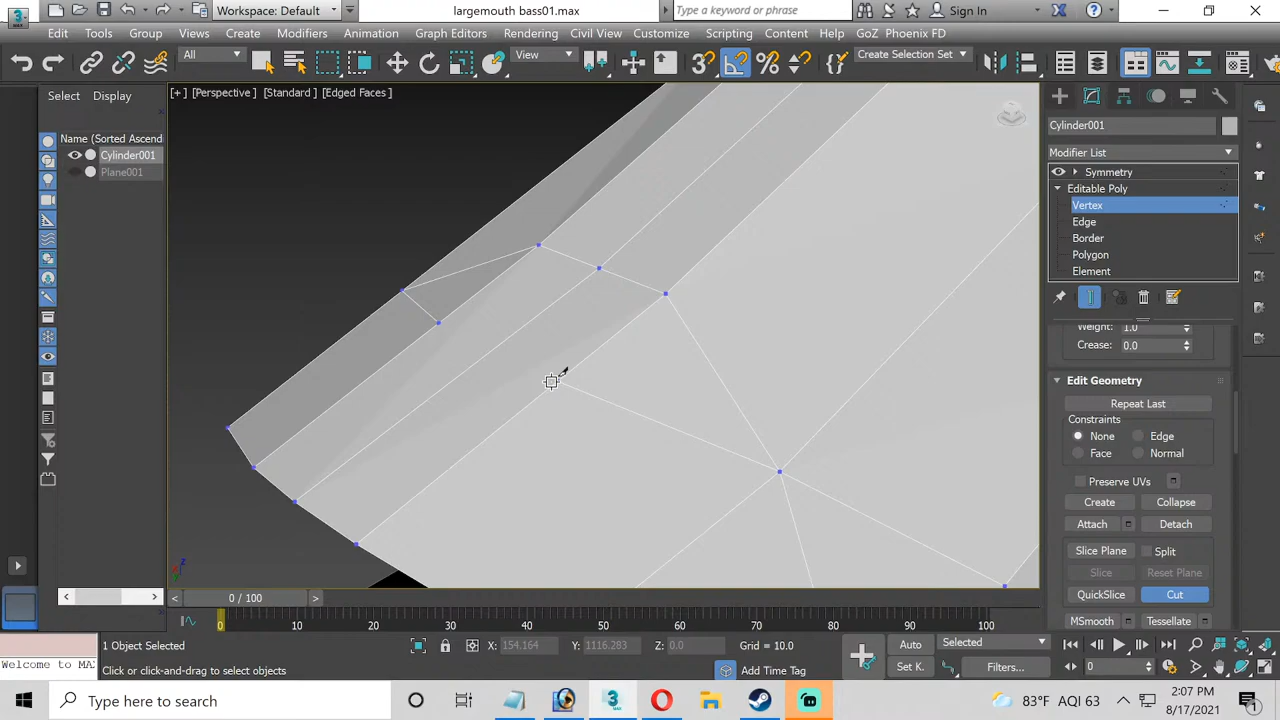 Workspace: Default
largemouth bass01.max
Type a keyword or phrase
Sign In
Edit Tools Group Views Create Modifiers Animation Graph Editors Rendering Civil View Customize Scripting Content Help GoZ Phoenix FD
All
View
Create Selection Set
Select Display
[+] [Perspective] [Standard] [Edged Faces]
Name (Sorted Ascend
Cylinder001
Plane001
Cylinder001
Modifier List
Symmetry
Editable Poly
Vertex
Edge
Border
Polygon
Element
Weight: 1.0
Crease: 0.0
Edit Geometry
Repeat Last
Constraints
None Edge
Face Normal
Preserve UVs
Create Collapse
Attach Detach
Slice Plane Split
Slice Reset Plane
QuickSlice Cut
MSmooth Tessellate
z
< 0 / 100 >
0 10 20 30 40 50 60 70 80 90 100
1 Object Selected
X: 154.164 Y: 1116.283 Z: 0.0 Grid = 10.0
Auto Selected
Welcome to MAX
Click or click-and-drag to select objects
Add Time Tag
Set K. Filters...
0
Type here to search
83°F AQI 63
2:07 PM
8/17/2021
1